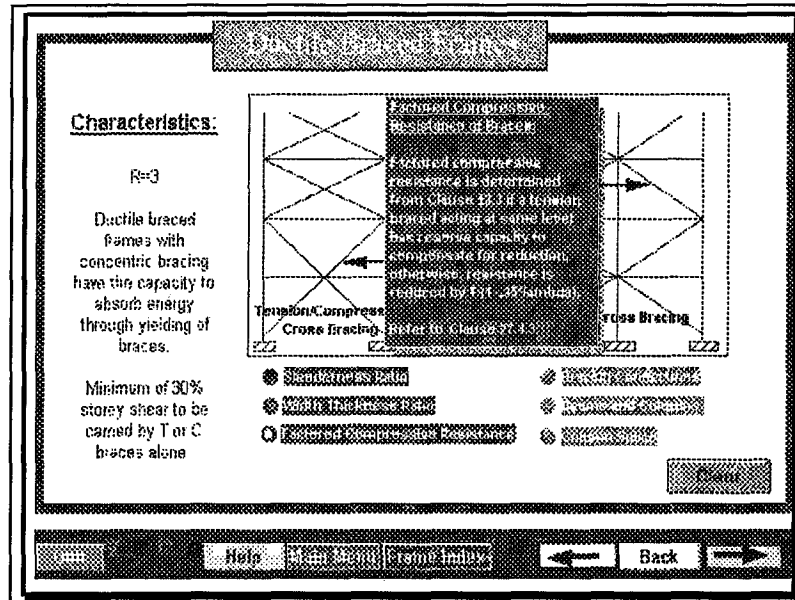 Ductile Braced Frames
Characteristics:
R=3
Ductile braced
frames with
concentric bracing
have the capacity to
absorb energy
through yielding of
braces.
Minimum of 30%
storey shear to be
carried by T or C
braces alone
Factored Compressive
Resistance of Braces
Factored compressive
resistance is determined
from Clause if a tension
acting at same level
has reserve capacity to
compensate for reduction,
otherwise, resistance is
reduced by
Refer to Clause
Tension/Compress
Cross Bracing
ross Bracing
Slenderness Ratio
Width Thickness Ratio
Factored Compressive Resistance
Clear
Help
Main Menu
Frame Index
Back